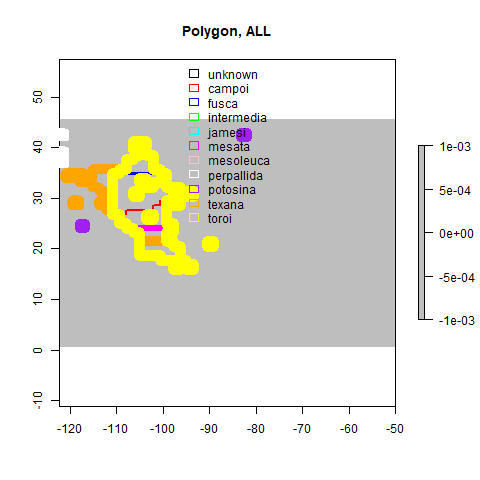 Polygon, ALL
unknown
campoi
fusca
intermedia
jamesi
mesata
mesoleuca
perpallida
potosina
texana
toroi
50
40
30
20
10
0
-10
-120
-110
-100
-90
-80
-70
-60
-50
1e-03
5e-04
0e+00
-5e-04
-1e-03